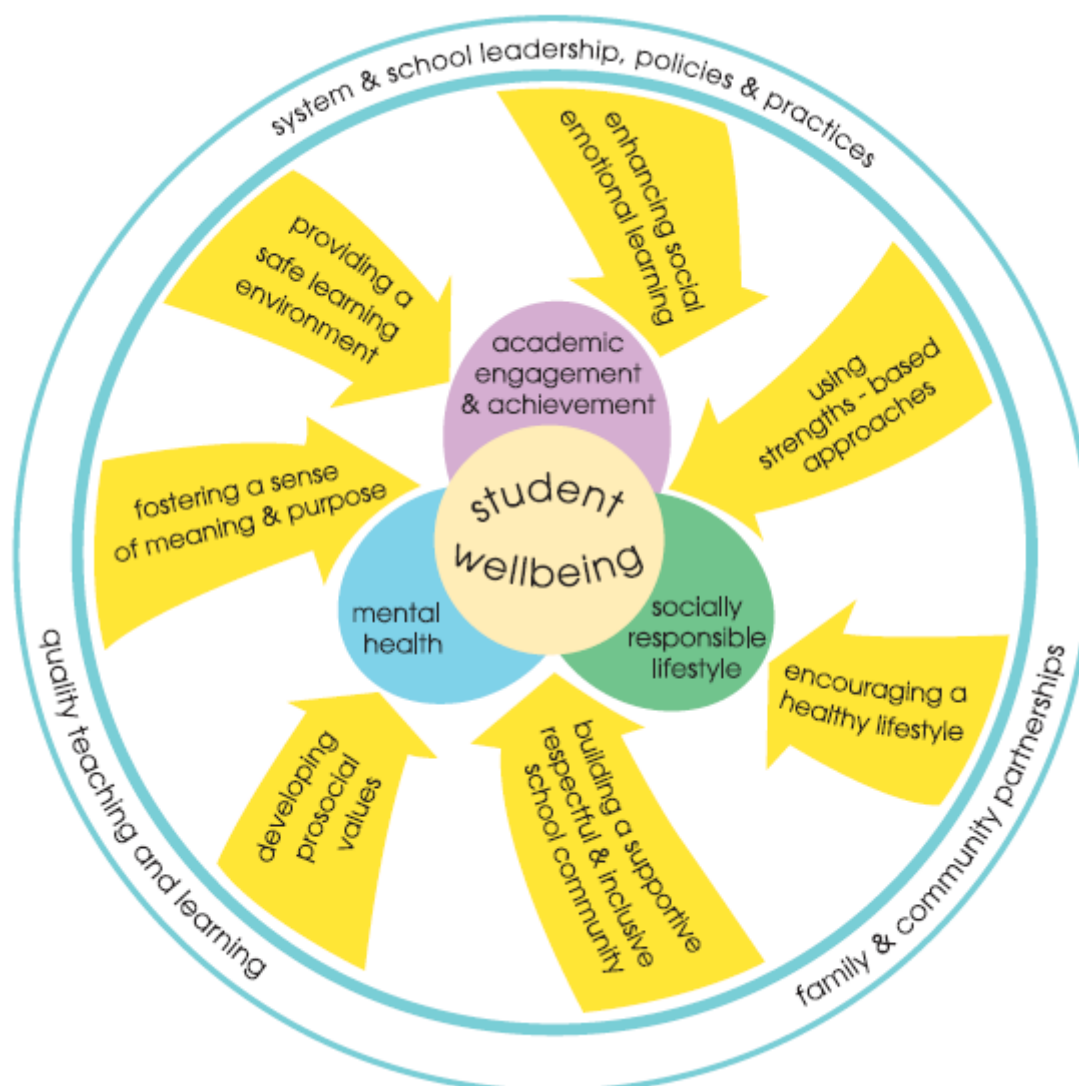 system & school leadership, policies & practices
enhancing social
emotional learning
providing a
safe learning
environment
using
strengths - based
approaches
academic
engagement
& achievement
fostering a sense
of meaning & purpose
student
wellbeing
mental
health
socially
responsible
lifestyle
encouraging a
healthy lifestyle
developing
prosocial
values
building a supportive
respectful & inclusive
school community
quality teaching and learning
family & community partnerships